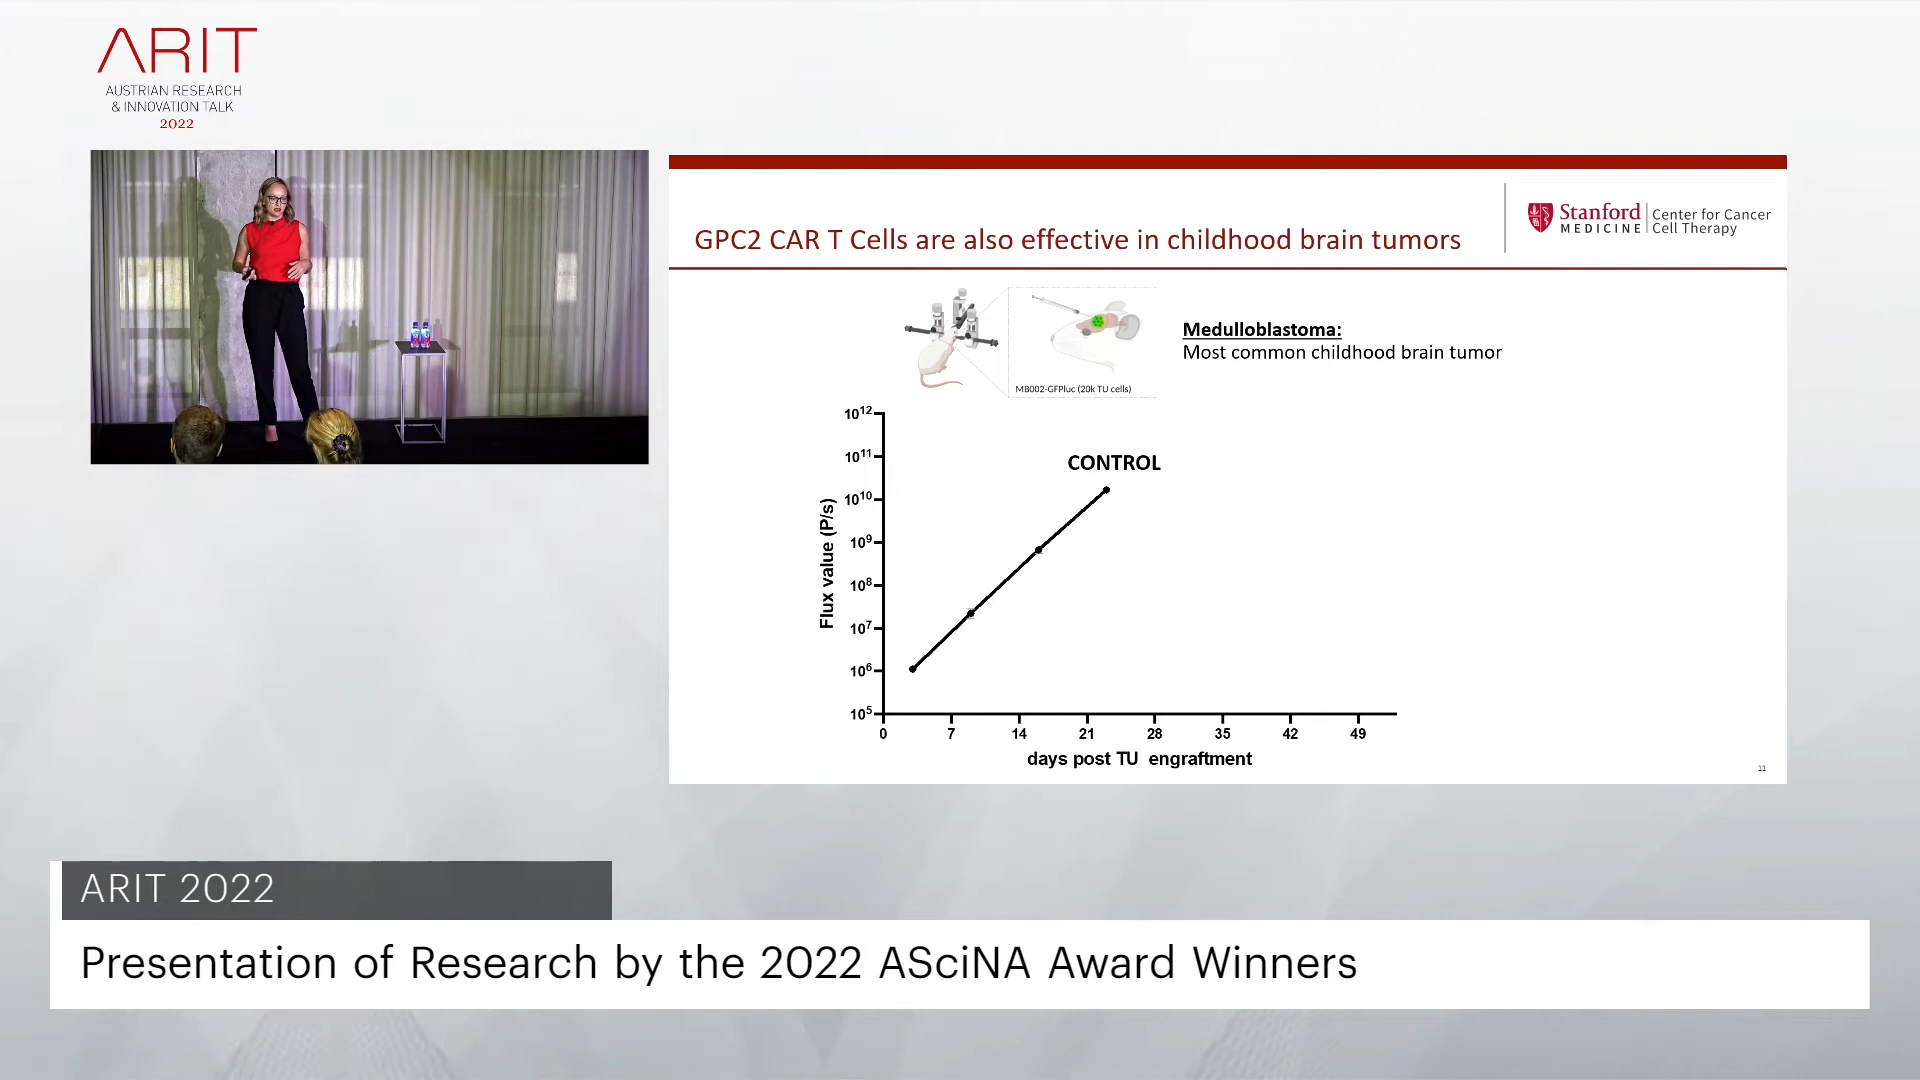 ARIT
AUSTRIAN RESEARCH
& INNOVATION TALK
2022
GPC2 CAR T Cells are also effective in childhood brain tumors
Stanford
MEDICINE
Center for Cancer
Cell Therapy
Medulloblastoma:
Most common childhood brain tumor
MB002-GFPluc (20k TU cells)
CONTROL
Flux value (P/s)
10¹²
10¹¹
10¹⁰
10⁹
10⁸
10⁷
10⁶
10⁵
0 7 14 21 28 35 42 49
days post TU engraftment
11
ARIT 2022
Presentation of Research by the 2022 ASciNA Award Winners